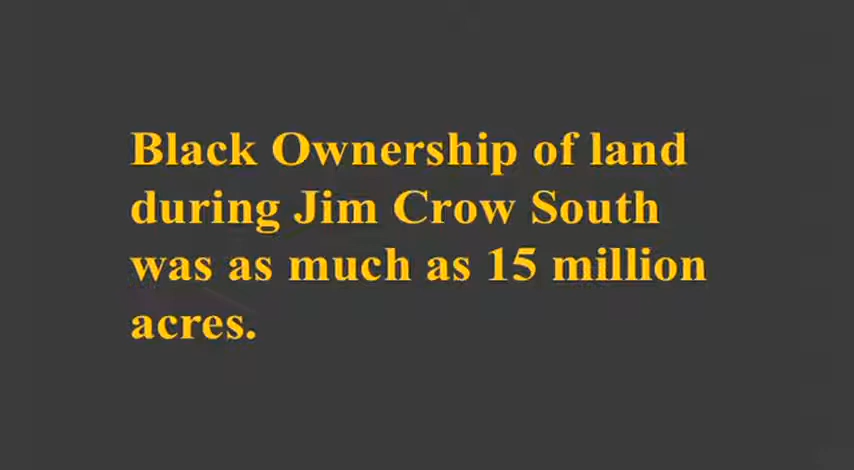 Black Ownership of land
during Jim Crow South
was as much as 15 million
acres.